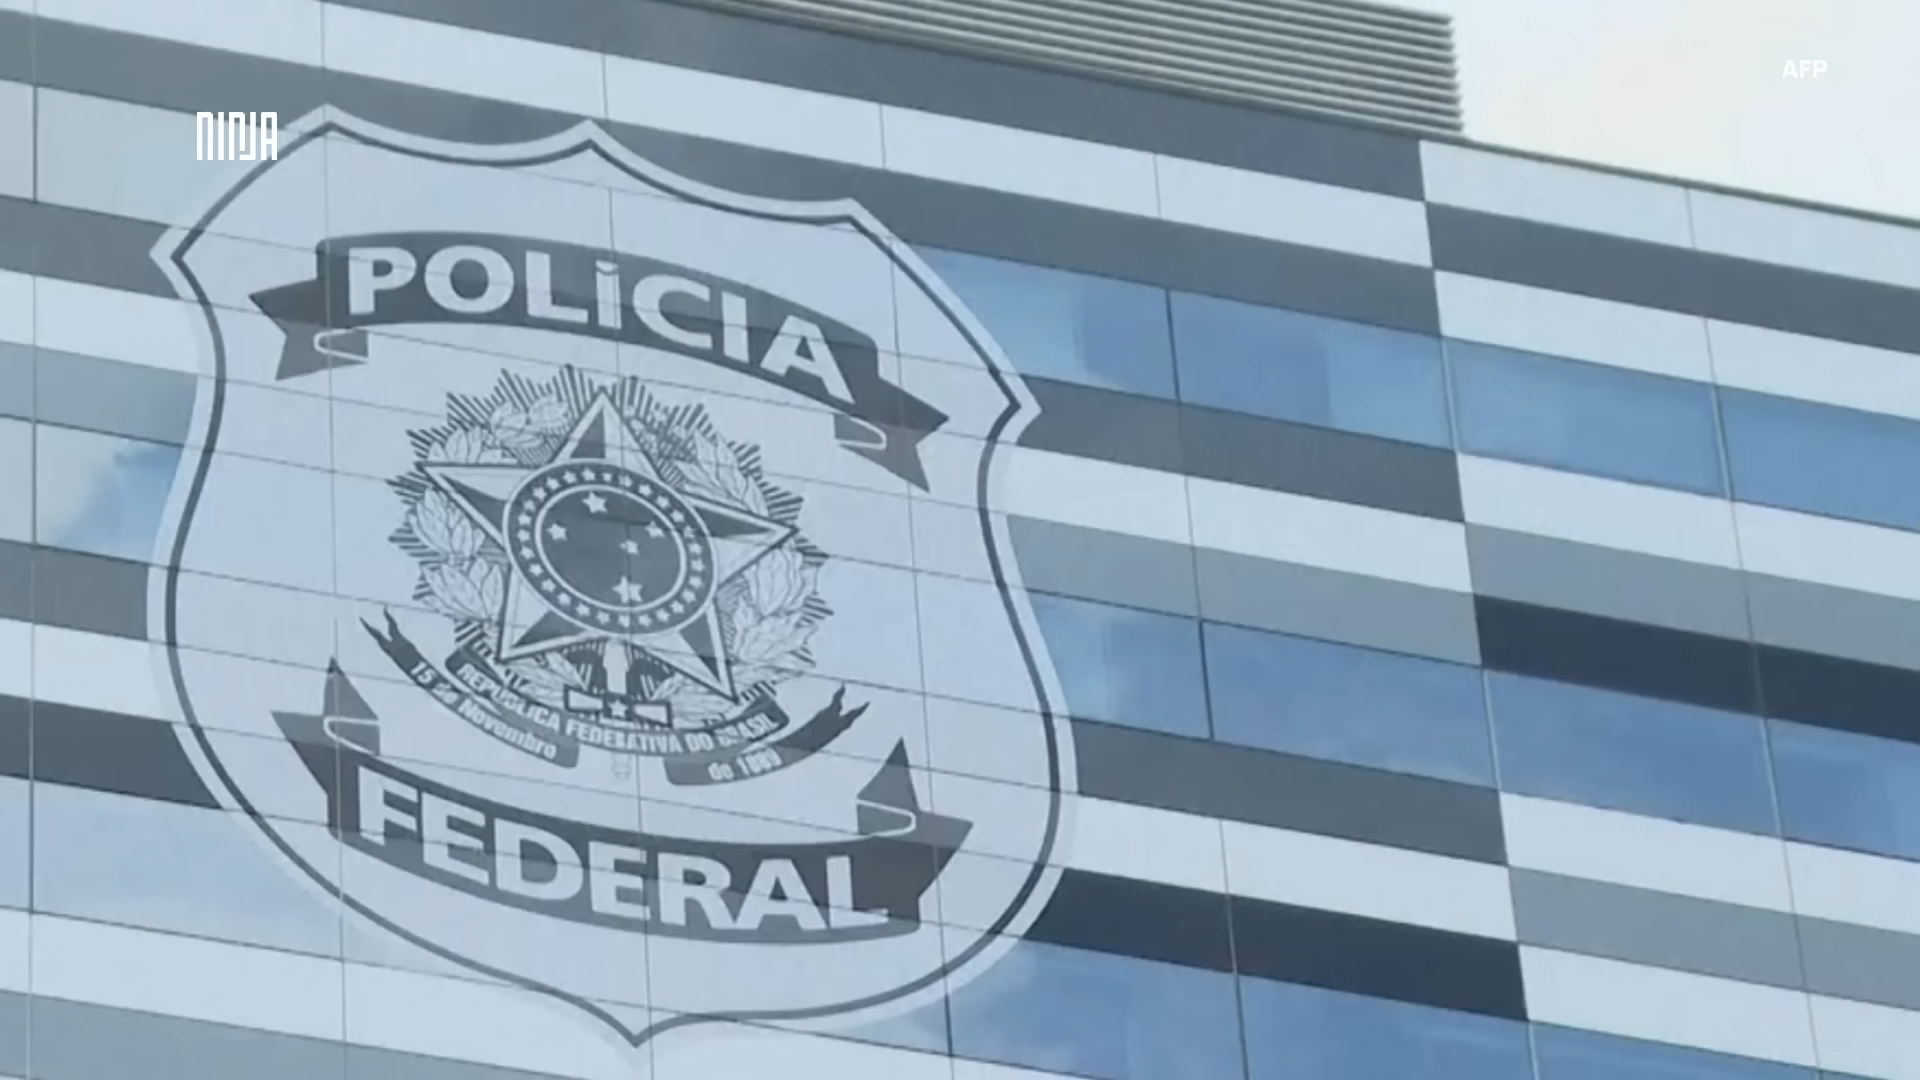 AFP
NINJA
POLÍCIA
REPÚBLICA FEDERATIVA DO BRASIL
15 de Novembro
de 1889
FEDERAL